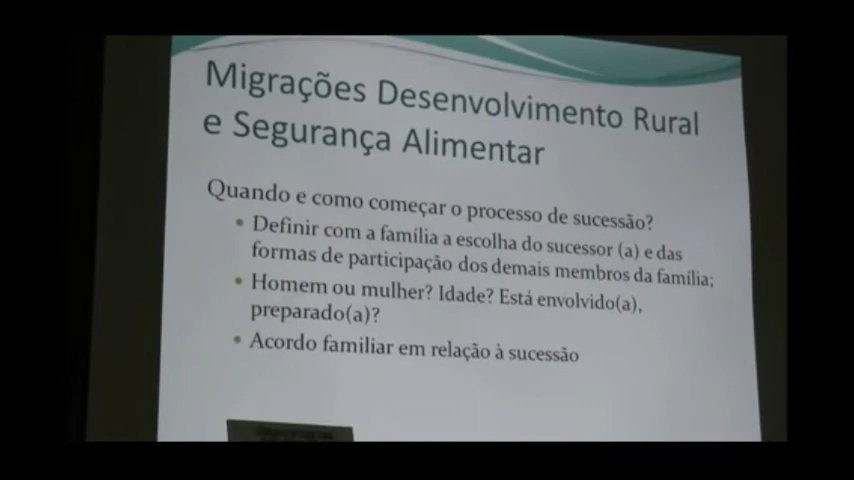 Migrações Desenvolvimento Rural
e Segurança Alimentar
Quando e como começar o processo de sucessão?
• Definir com a família a escolha do sucessor (a) e das
formas de participação dos demais membros da família;
• Homem ou mulher? Idade? Está envolvido(a),
preparado(a)?
• Acordo familiar em relação à sucessão